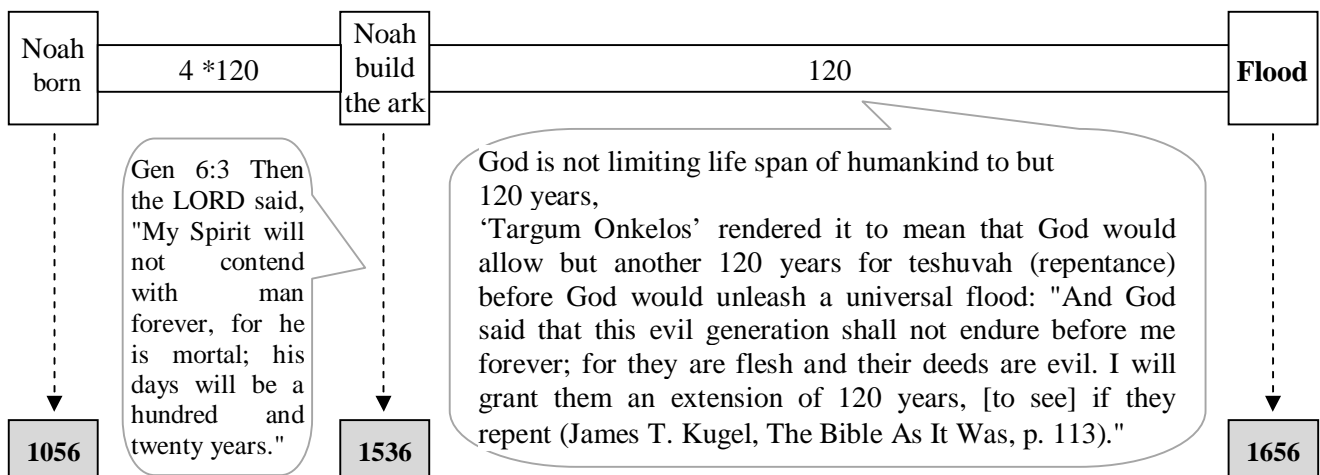 Noah
born
4 *120
Noah
build
the ark
120
Flood
Gen 6:3 Then
the LORD said,
"My Spirit will
not contend
with man
forever, for he
is mortal; his
days will be a
hundred and
twenty years."
God is not limiting life span of humankind to but
120 years,
‘Targum Onkelos’ rendered it to mean that God would
allow but another 120 years for teshuvah (repentance)
before God would unleash a universal flood: "And God
said that this evil generation shall not endure before me
forever; for they are flesh and their deeds are evil. I will
grant them an extension of 120 years, [to see] if they
repent (James T. Kugel, The Bible As It Was, p. 113)."
1056
1536
1656